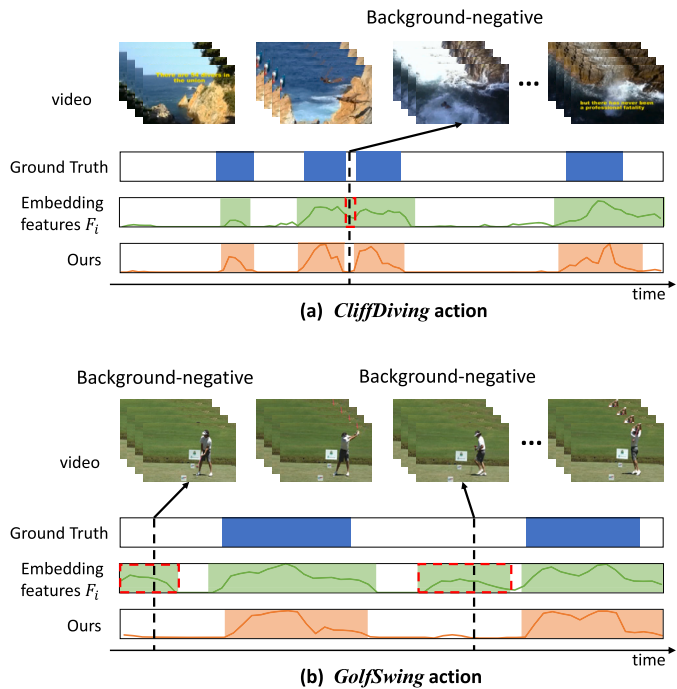 Background-negative
video
There are no divers in
the union
but there has never been
a professional fatality
Ground Truth
Embedding
features F_i
Ours
time
(a) CliffDiving action
Background-negative
Background-negative
video
Ground Truth
Embedding
features F_i
Ours
time
(b) GolfSwing action